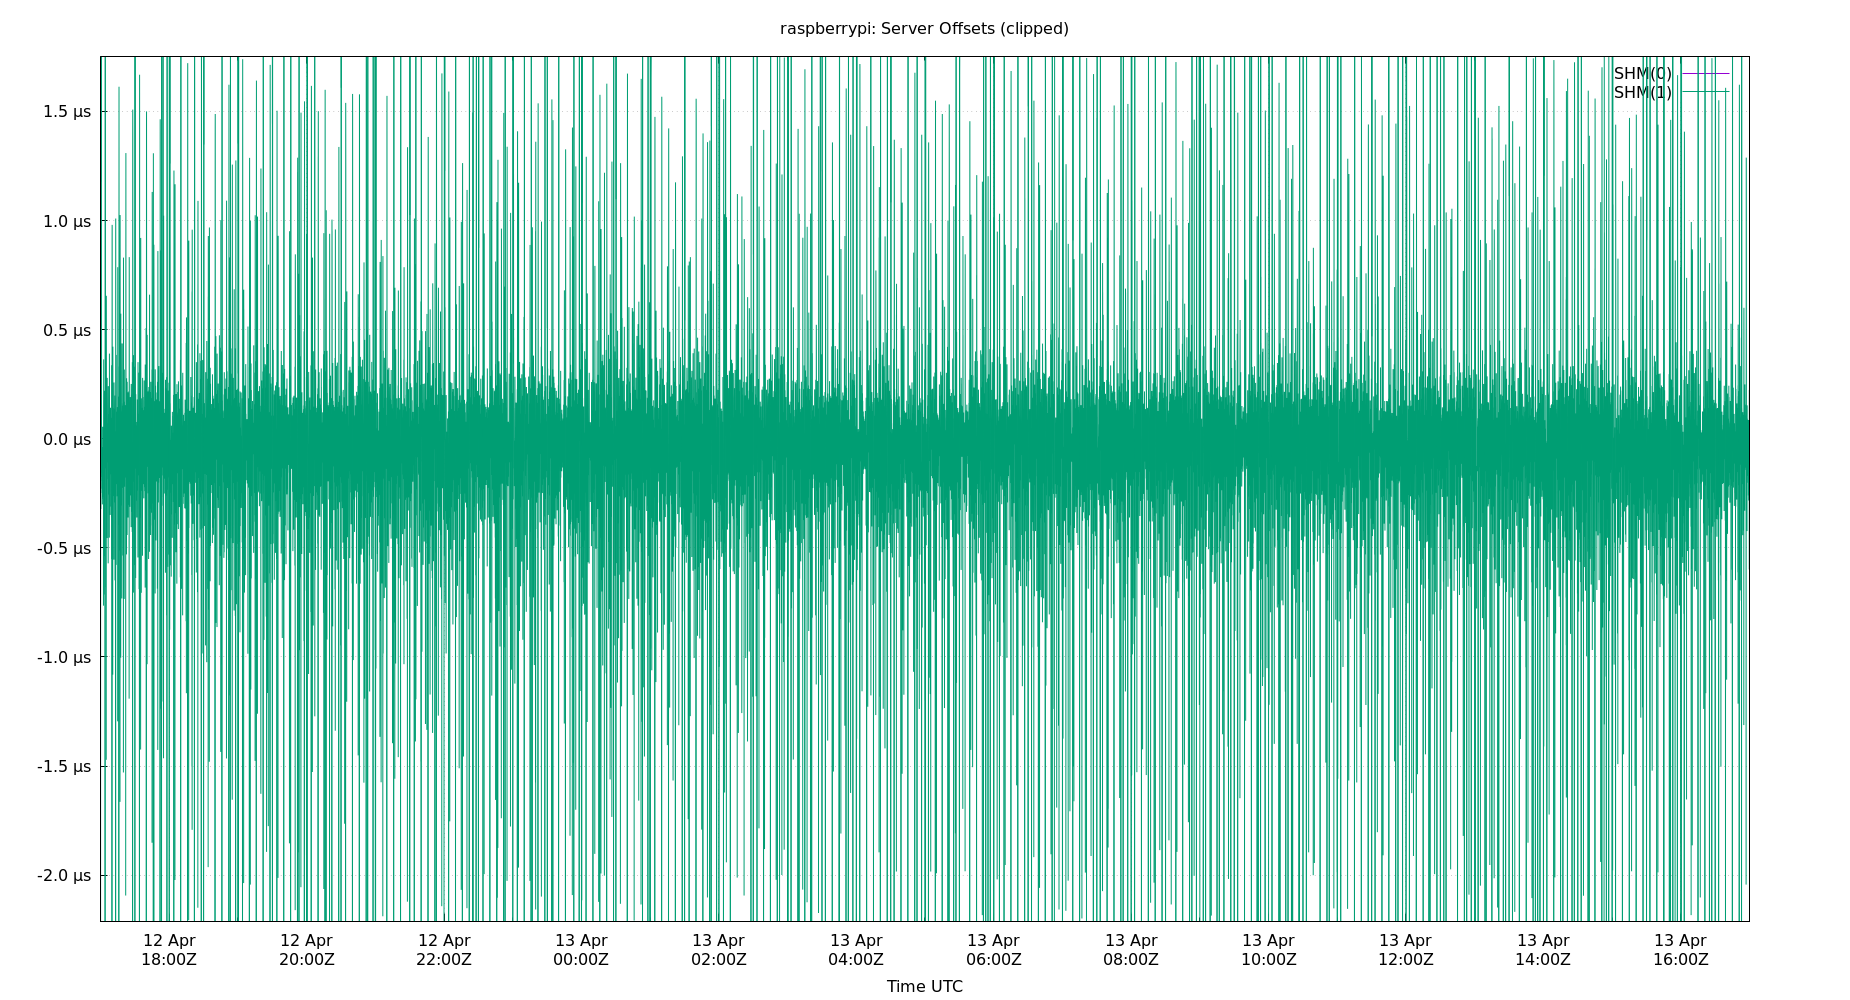 raspberrypi: Server Offsets (clipped)
SHM(0)
SHM(1)
1.5 µs
1.0 µs
0.5 µs
0.0 µs
-0.5 µs
-1.0 µs
-1.5 µs
-2.0 µs
12 Apr 12 Apr 12 Apr 13 Apr 13 Apr 13 Apr 13 Apr 13 Apr 13 Apr 13 Apr 13 Apr 13 Apr
18:00Z 20:00Z 22:00Z 00:00Z 02:00Z 04:00Z 06:00Z 08:00Z 10:00Z 12:00Z 14:00Z 16:00Z
Time UTC